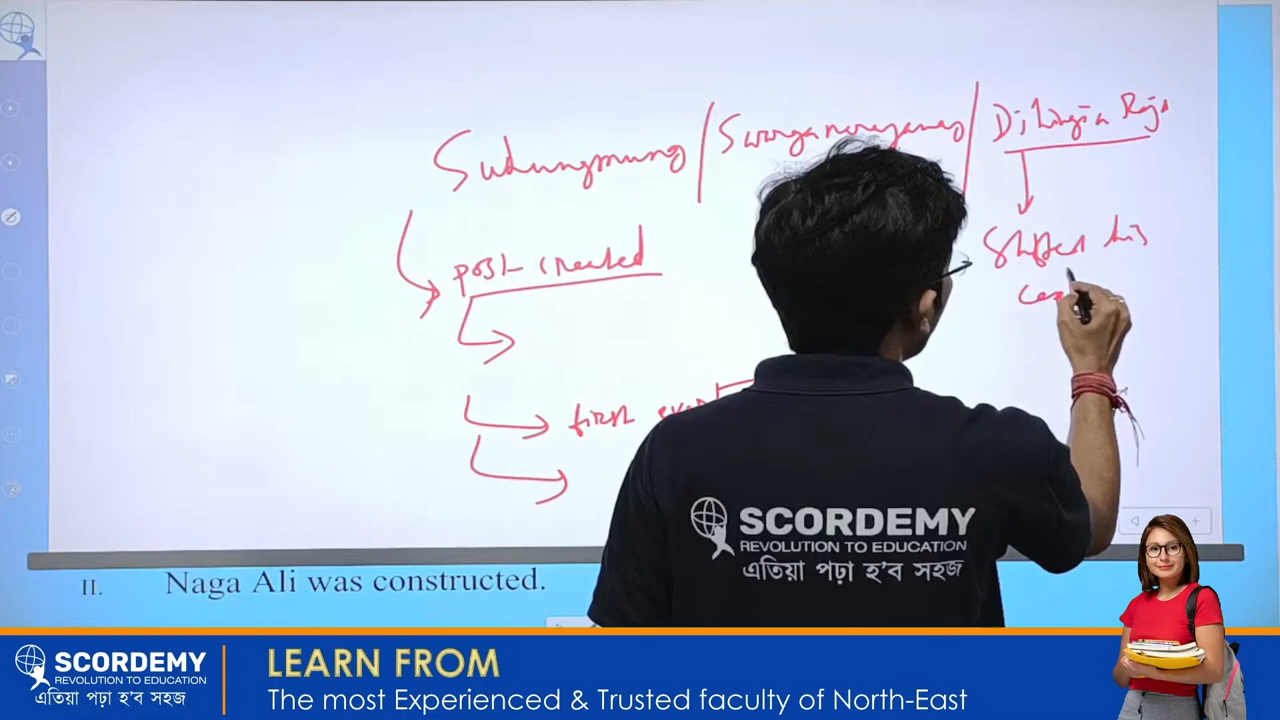 Suhungmung / Swarganarayana / Dihingia Raja
post created
Shifted his
first
SCORDEMY
REVOLUTION TO EDUCATION
এতিয়া পঢ়া হ'ব সহজ
II. Naga Ali was constructed.
SCORDEMY
REVOLUTION TO EDUCATION
এতিয়া পঢ়া হ'ব সহজ
LEARN FROM
The most Experienced & Trusted faculty of North-East